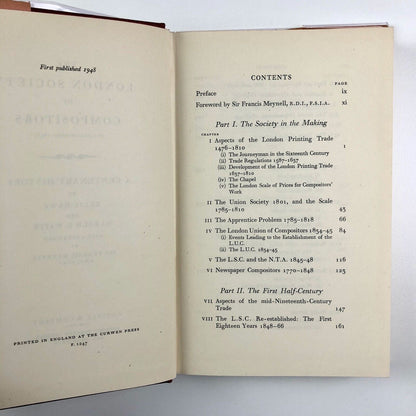 First published 1948
PRINTED IN ENGLAND AT THE CURWEN PRESS
P. 1047
CONTENTS
PAGE
Preface ix
Foreword by Sir Francis Meynell, R.D.I., F.S.I.A. xi
Part I. The Society in the Making
CHAPTER
I Aspects of the London Printing Trade
1476–1810 1
(i) The Journeyman in the Sixteenth Century
(ii) Trade Regulations 1587–1637
(iii) Development of the London Printing Trade
1637–1810
(iv) The Chapel
(v) The London Scale of Prices for Compositors'
Work
II The Union Society 1801, and the Scale
1785–1810 45
III The Apprentice Problem 1785–1818 66
IV The London Union of Compositors 1834–45 84
(i) Events Leading to the Establishment of the
L.U.C.
(ii) The L.U.C. 1834–45
V The L.S.C. and the N.T.A. 1845–48 116
VI Newspaper Compositors 1770–1848 125
Part II. The First Half-Century
VII Aspects of the mid-Nineteenth-Century
Trade 147
VIII The L.S.C. Re-established: The First
Eighteen Years 1848–66 161